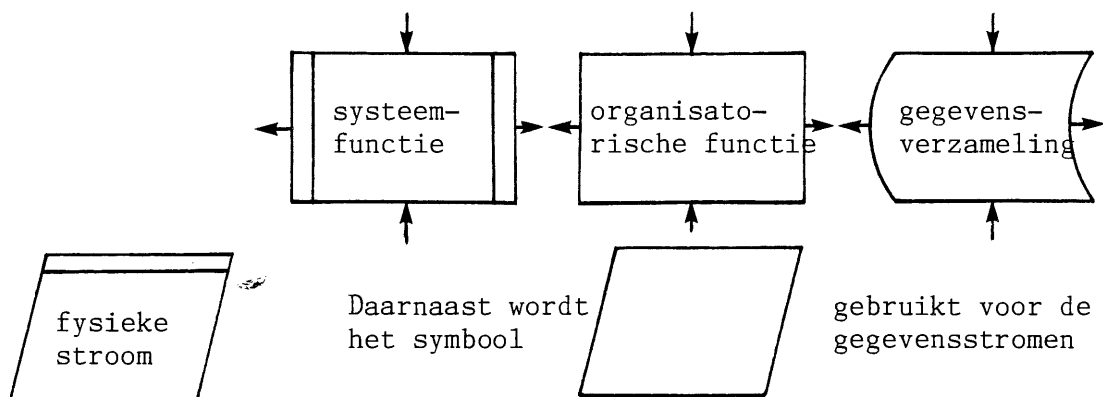 systeem-
functie
organisato-
rische functie
gegevens-
verzameling
fysieke
stroom
Daarnaast wordt
het symbool
gebruikt voor de
gegevensstromen